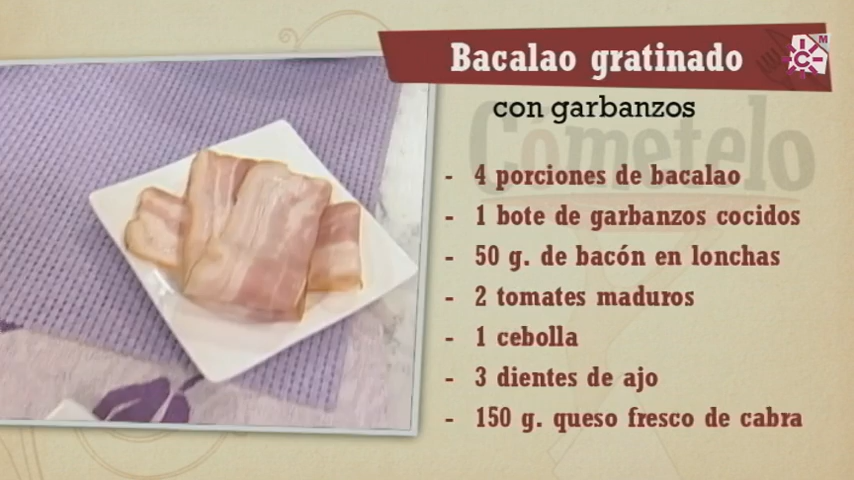 Bacalao gratinado
con garbanzos
Cómetelo
- 4 porciones de bacalao
- 1 bote de garbanzos cocidos
- 50 g. de bacón en lonchas
- 2 tomates maduros
- 1 cebolla
- 3 dientes de ajo
- 150 g. queso fresco de cabra
M